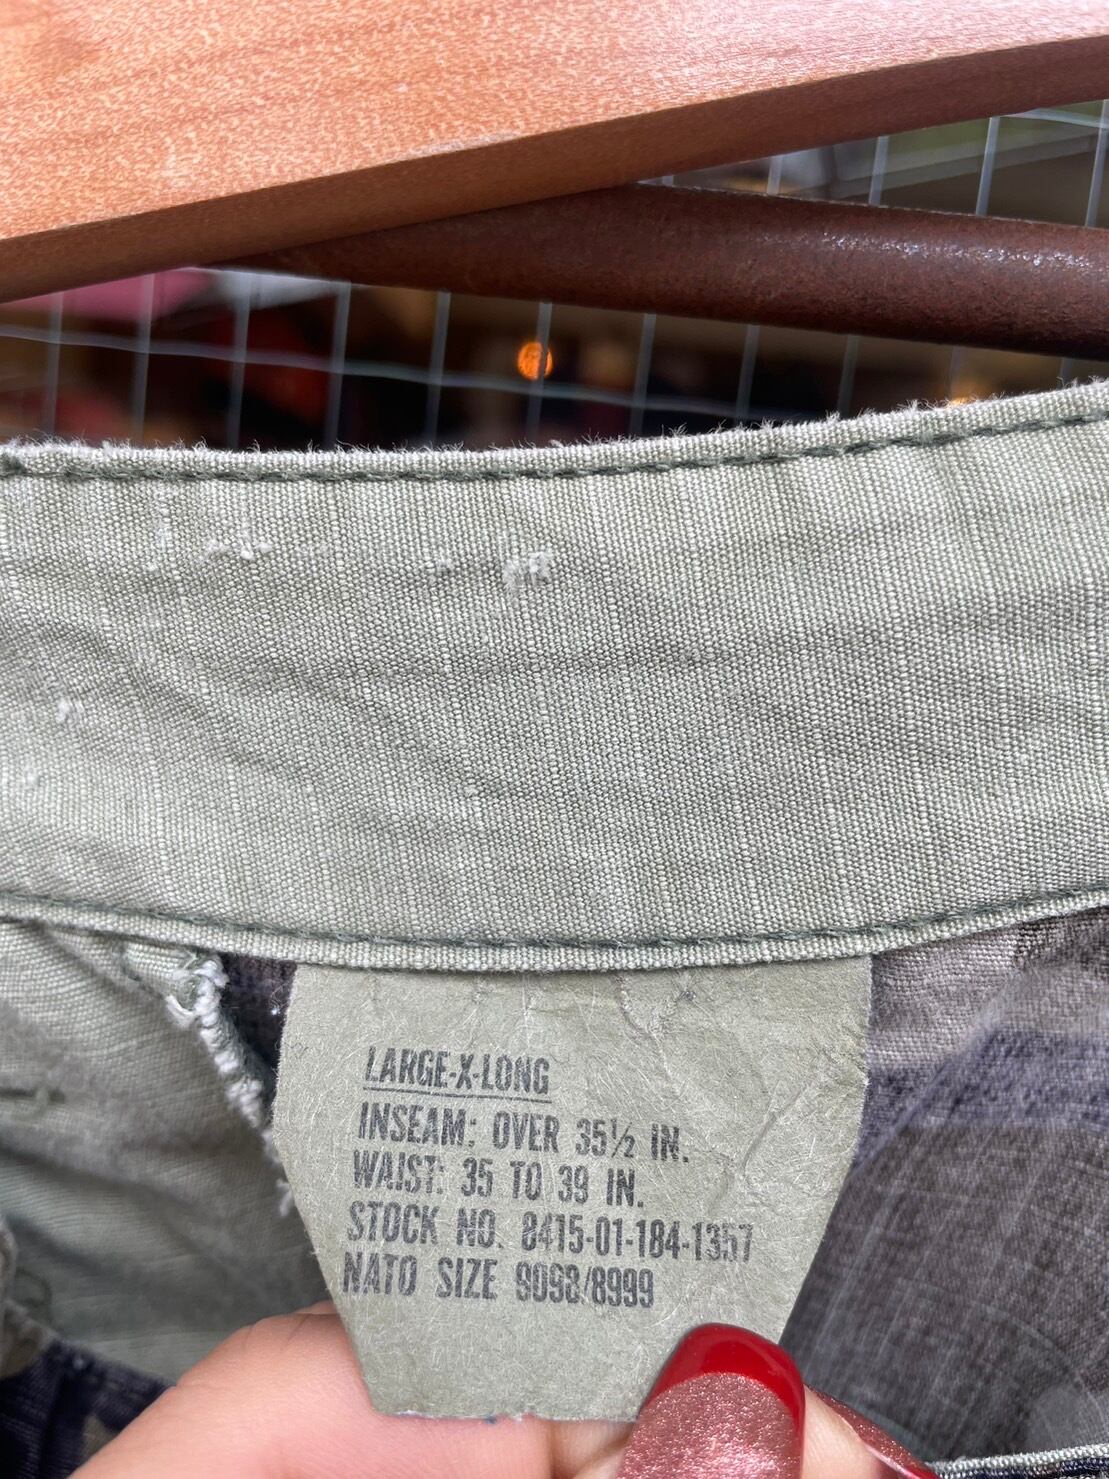 LARGE-X-LONG
INSEAM: OVER 35½ IN.
WAIST: 35 TO 39 IN.
STOCK NO. 8415-01-184-1357
NATO SIZE 9098/8999